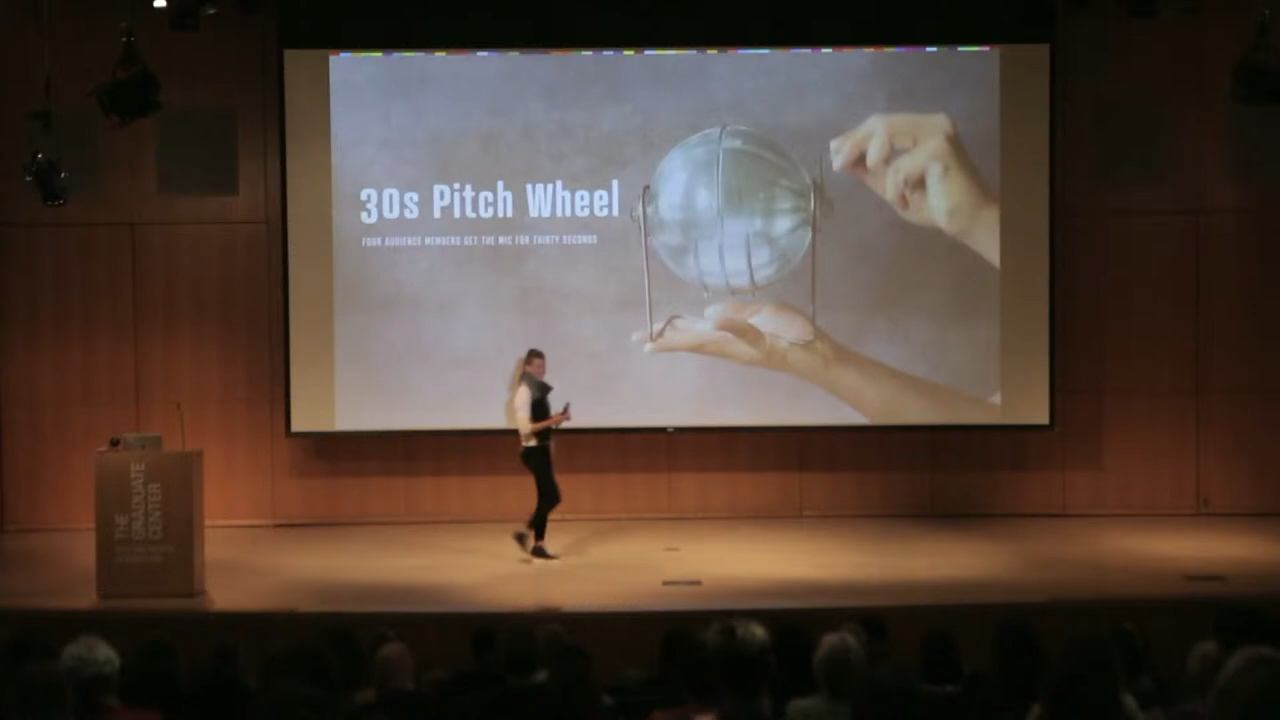 30s Pitch Wheel
FOUR AUDIENCE MEMBERS GET THE MIC FOR THIRTY SECONDS
THE
GRADUATE
CENTER